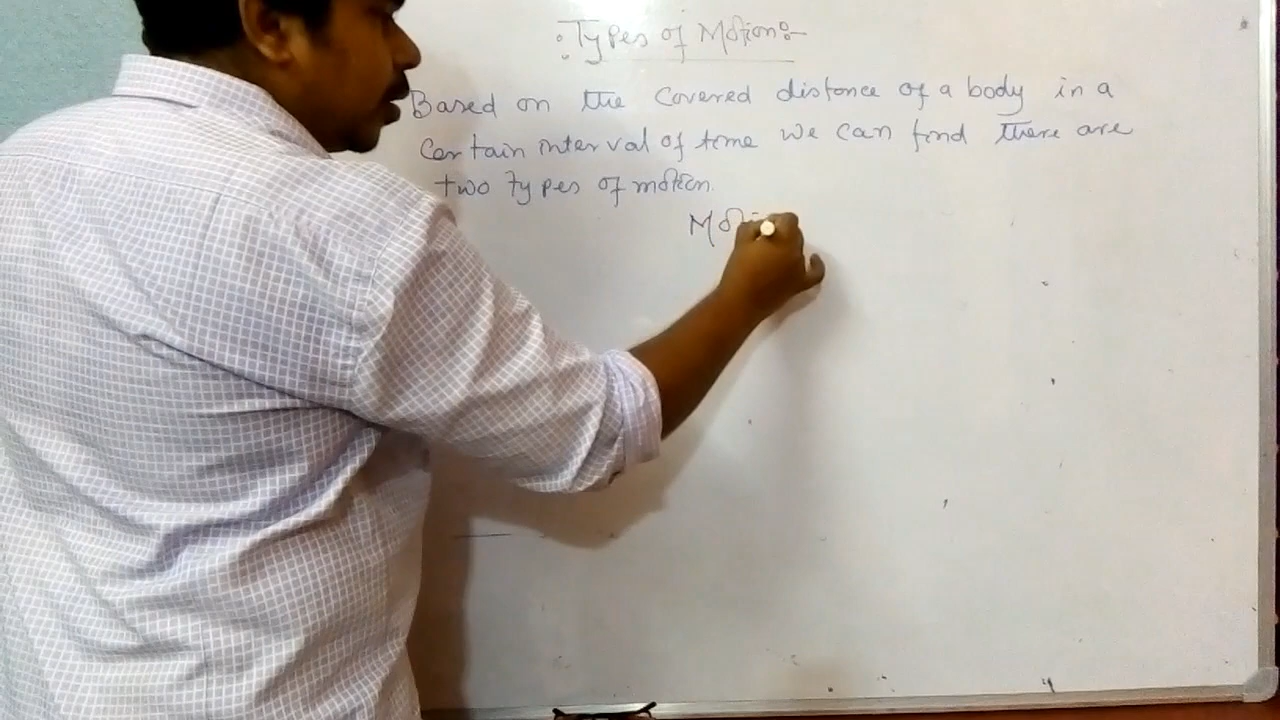 :Types of Motion:-
Based on the covered distance of a body in a
certain interval of time we can find there are
two types of motion.
Moti